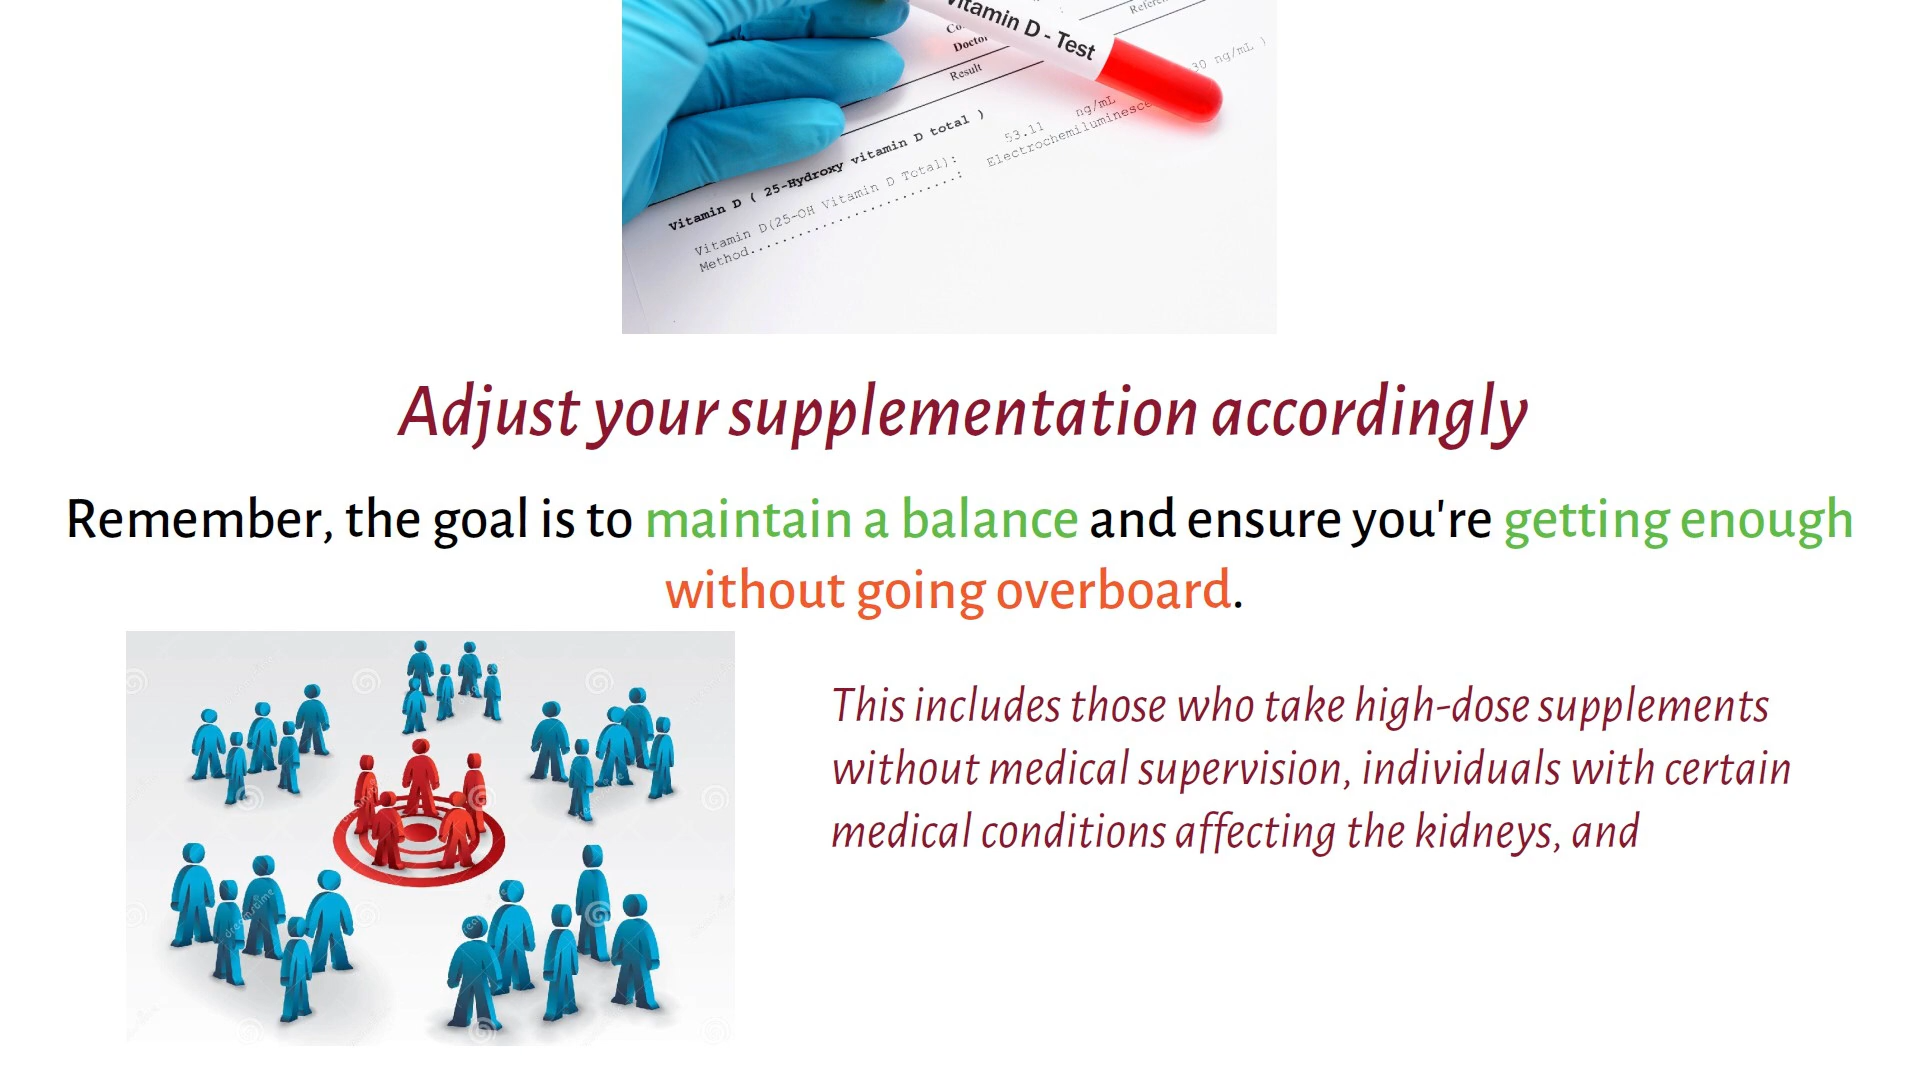 Vitamin D - Test
Doctor
Result
30 ng/mL )
Vitamin D ( 25-Hydroxy vitamin D total )
53.11 ng/mL
Vitamin D(25-OH Vitamin D Total):
Method..........................:
Adjust your supplementation accordingly
Remember, the goal is to maintain a balance and ensure you're getting enough
without going overboard.
This includes those who take high-dose supplements
without medical supervision, individuals with certain
medical conditions affecting the kidneys, and
dreamstime